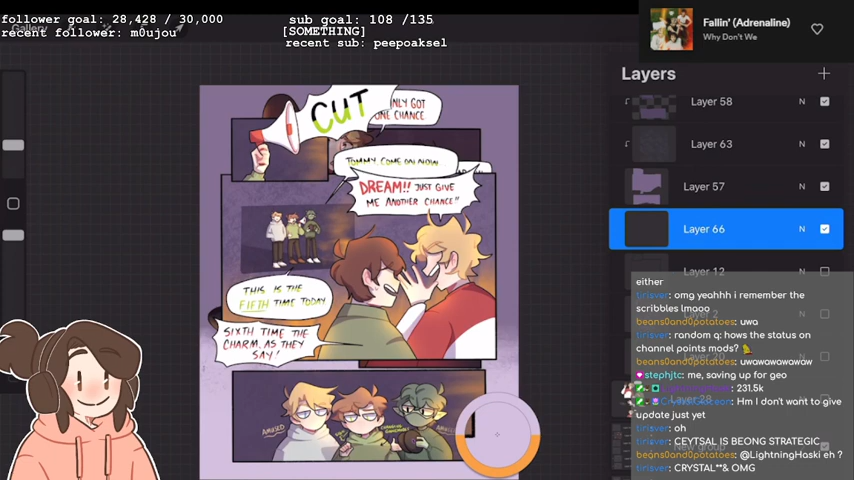 Gallery
follower goal: 28,428 / 30,000
recent follower: m0ujou
sub goal: 108 /135
[SOMETHING]
recent sub: peepoaksel
Fallin' (Adrenaline)
Why Don't We
Layers
Layer 58
N
Layer 63
N
Layer 57
N
Layer 66
N
Layer 12
N
N
N
CUT
NLY GOT
ONE CHANCE
TOMMY. COME ON NOW
DREAM!! JUST GIVE
ME ANOTHER CHANCE"
THIS IS THE
FIFTH TIME TODAY
SIXTH TIME THE
CHARM. AS THEY
SAY!
AMUSED
either
tirisver: omg yeahhh i remember the
scribbles lmaoo
beans0and0potatoes: uwa
tirisver: random q: hows the status on
channel points mods?
beans0and0potatoes: uwawawawawaw
stephjtc: me, saving up for geo
231.5k
Hm I don't want to give
update just yet
tirisver: oh
tirisver: CEYTSAL IS BEONG STRATEGIC
beans0and0potatoes: @LightningHaski eh ?
tirisver: CRYSTAL**& OMG